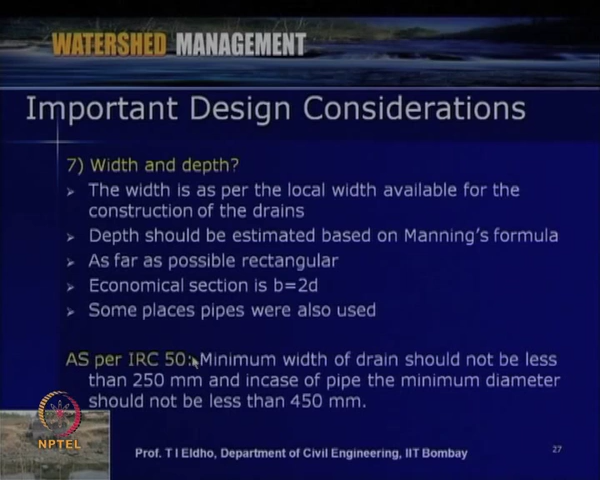 WATERSHED MANAGEMENT
Important Design Considerations
7) Width and depth?
➢ The width is as per the local width available for the
construction of the drains
➢ Depth should be estimated based on Manning's formula
➢ As far as possible rectangular
➢ Economical section is b=2d
➢ Some places pipes were also used
AS per IRC 50: Minimum width of drain should not be less
than 250 mm and incase of pipe the minimum diameter
should not be less than 450 mm.
NPTEL
Prof. T I Eldho, Department of Civil Engineering, IIT Bombay
27